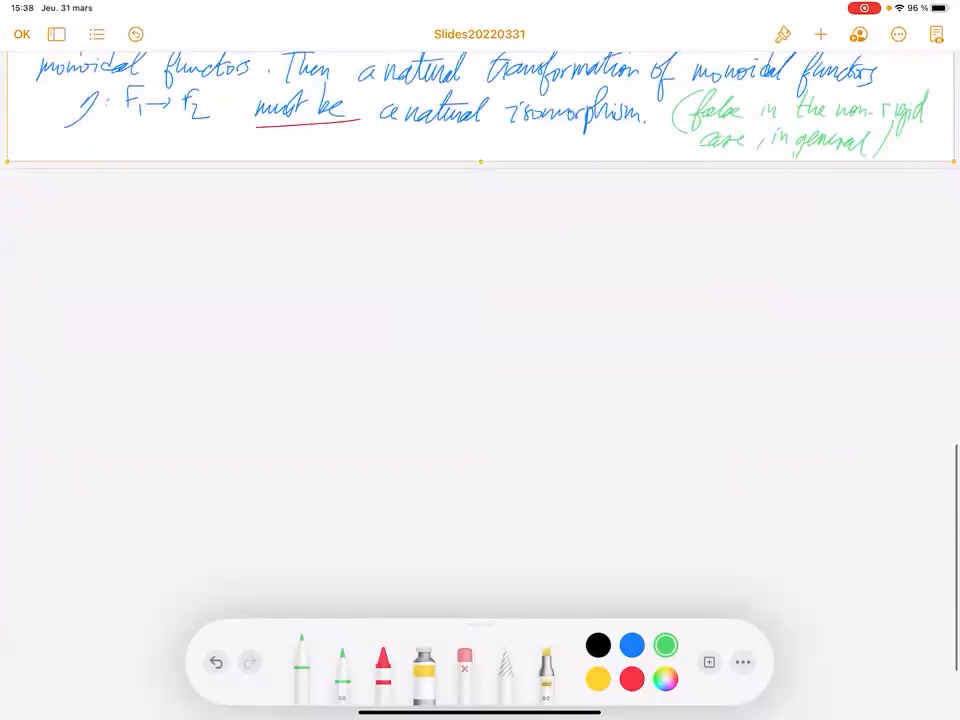 15:38 Jeu. 31 mars
96 %
OK
Slides20220331
monoidal functors. Then a natural transformation of monoidal functors
η: F1 → F2 must be a natural isomorphism. (false in the non-rigid
case, in general)